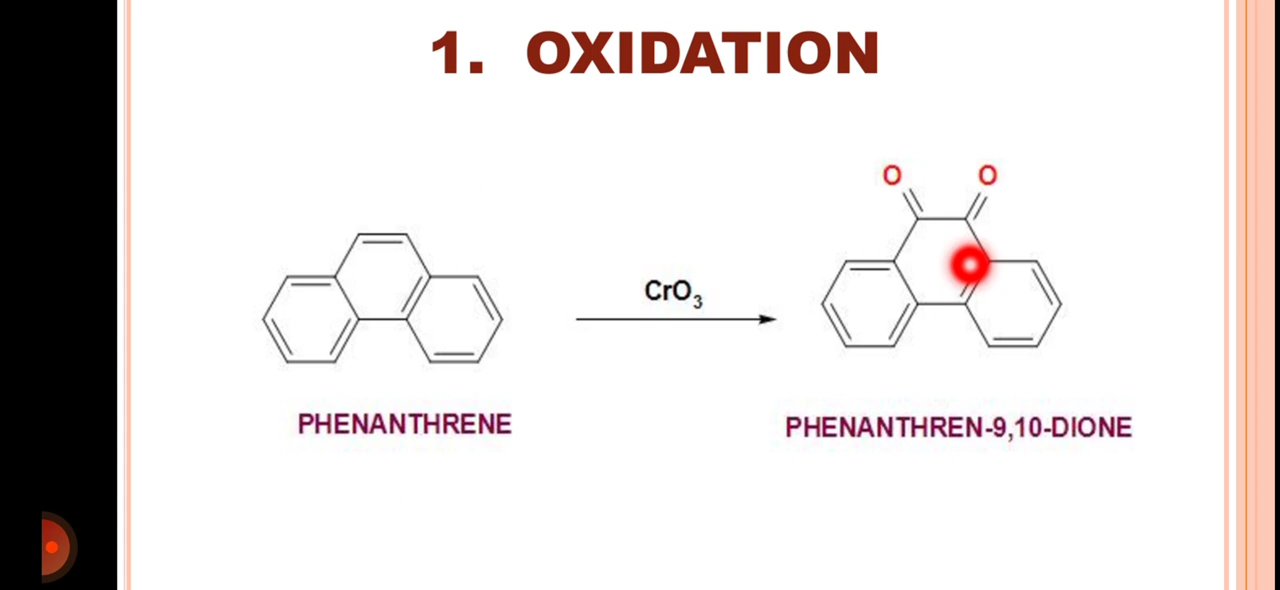 1. OXIDATION
O O
CrO3
PHENANTHRENE
PHENANTHREN-9,10-DIONE